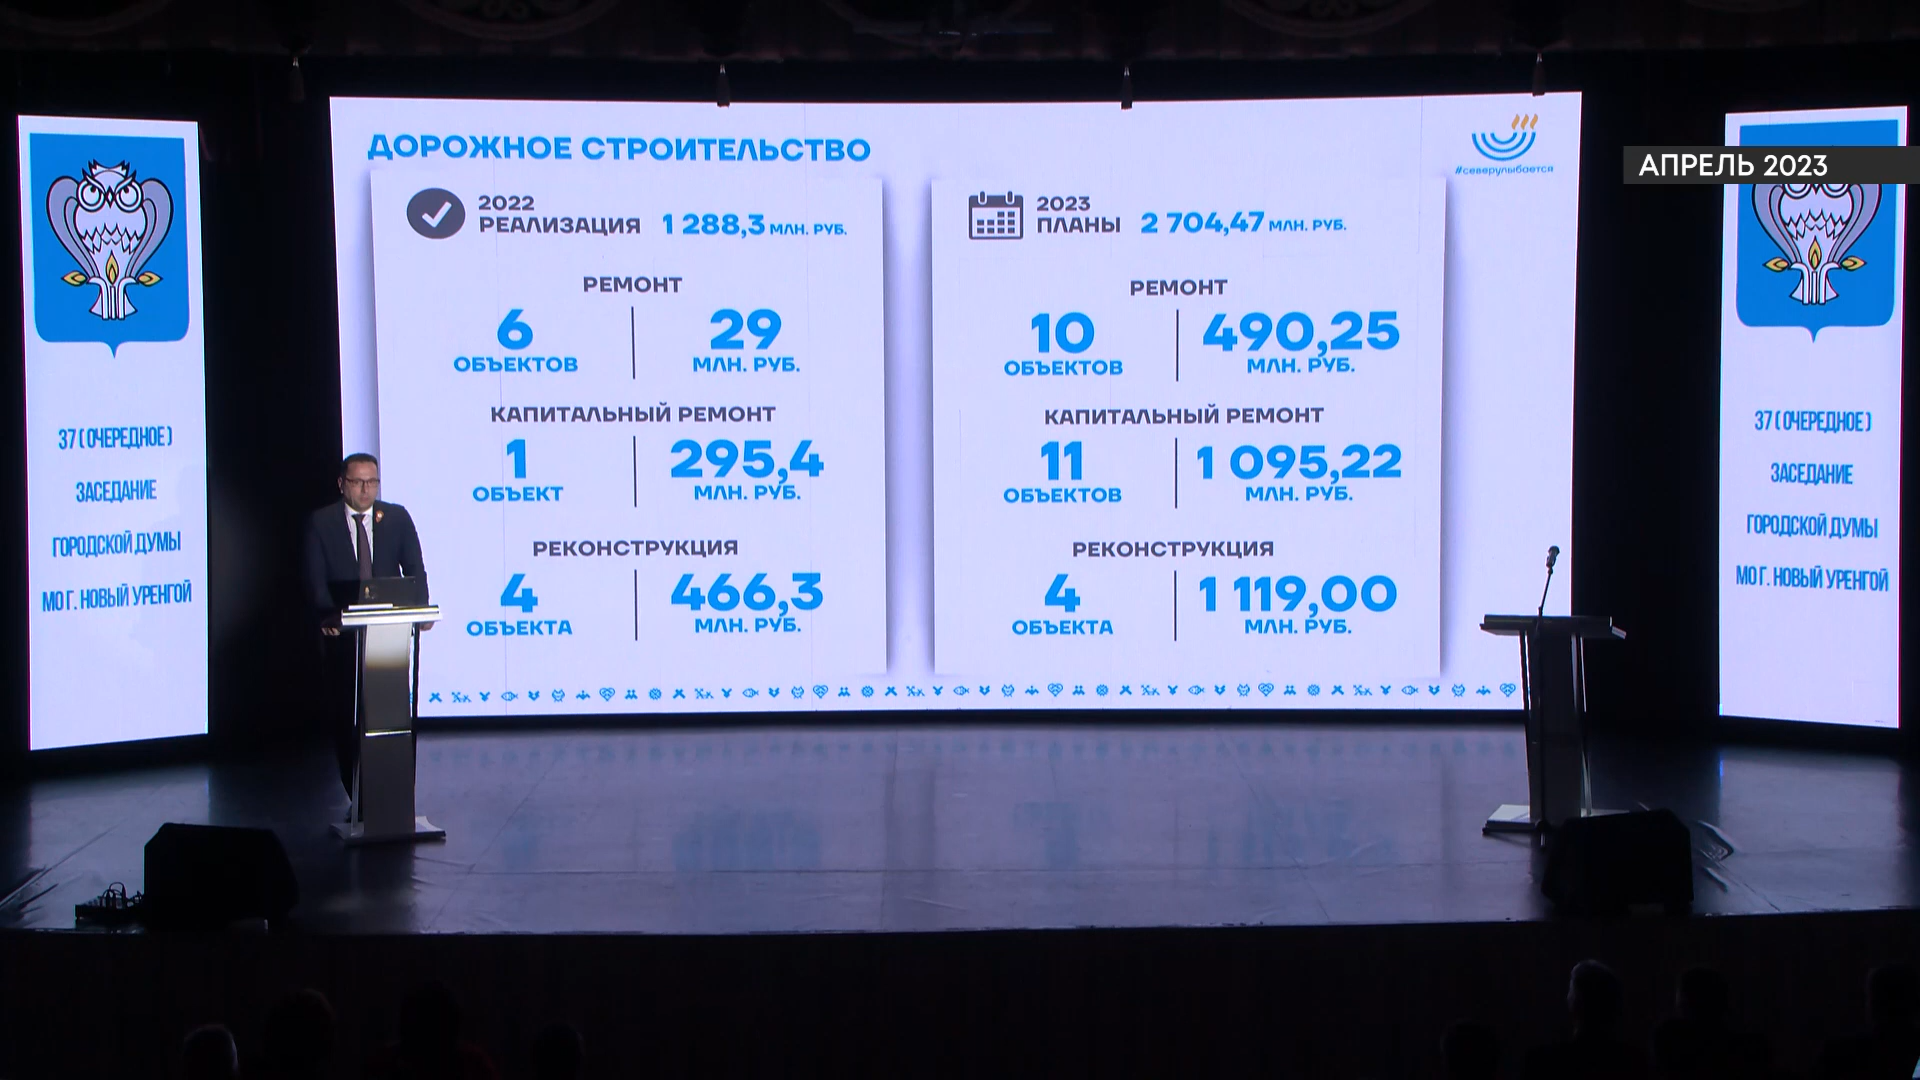 АПРЕЛЬ 2023
ДОРОЖНОЕ СТРОИТЕЛЬСТВО
#северулыбается
2022
РЕАЛИЗАЦИЯ 1 288,3 МЛН. РУБ.
РЕМОНТ
6 29
ОБЪЕКТОВ МЛН. РУБ.
КАПИТАЛЬНЫЙ РЕМОНТ
1 295,4
ОБЪЕКТ МЛН. РУБ.
РЕКОНСТРУКЦИЯ
4 466,3
ОБЪЕКТА МЛН. РУБ.
2023
ПЛАНЫ 2 704,47 МЛН. РУБ.
РЕМОНТ
10 490,25
ОБЪЕКТОВ МЛН. РУБ.
КАПИТАЛЬНЫЙ РЕМОНТ
11 1 095,22
ОБЪЕКТОВ МЛН. РУБ.
РЕКОНСТРУКЦИЯ
4 1 119,00
ОБЪЕКТА МЛН. РУБ.
37 ( ОЧЕРЕДНОЕ )
ЗАСЕДАНИЕ
ГОРОДСКОЙ ДУМЫ
МО Г. НОВЫЙ УРЕНГОЙ
37 ( ОЧЕРЕДНОЕ )
ЗАСЕДАНИЕ
ГОРОДСКОЙ ДУМЫ
МО Г. НОВЫЙ УРЕНГОЙ